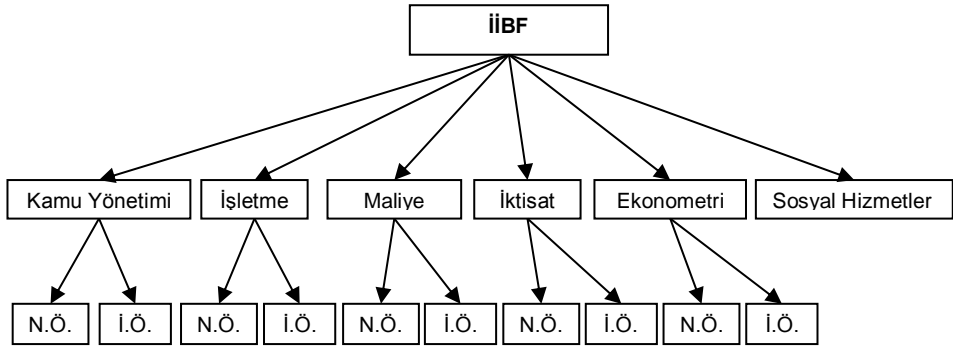 İİBF
Kamu Yönetimi
İşletme
Maliye
İktisat
Ekonometri
Sosyal Hizmetler
N.Ö.
İ.Ö.
N.Ö.
İ.Ö.
N.Ö.
İ.Ö.
N.Ö.
İ.Ö.
N.Ö.
İ.Ö.